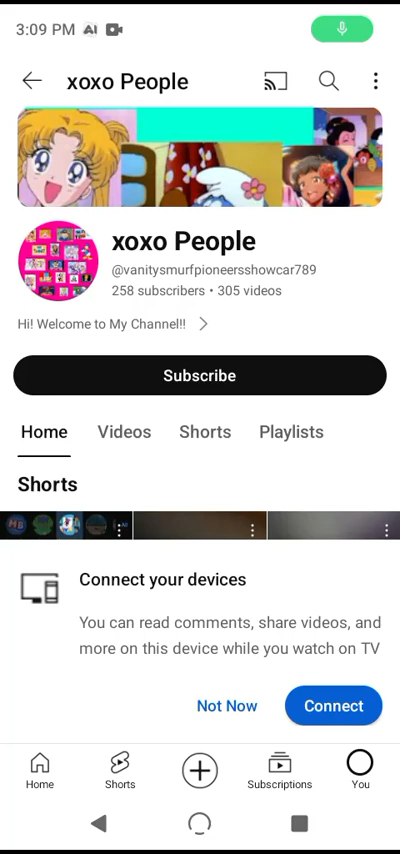 3:09 PM AI
xoxo People
xoxo People
@vanitysmurfpioneersshowcar789
258 subscribers • 305 videos
Hi! Welcome to My Channel!!
Subscribe
Home Videos Shorts Playlists
Shorts
MB
Connect your devices
You can read comments, share videos, and
more on this device while you watch on TV
Not Now Connect
Home Shorts Subscriptions You